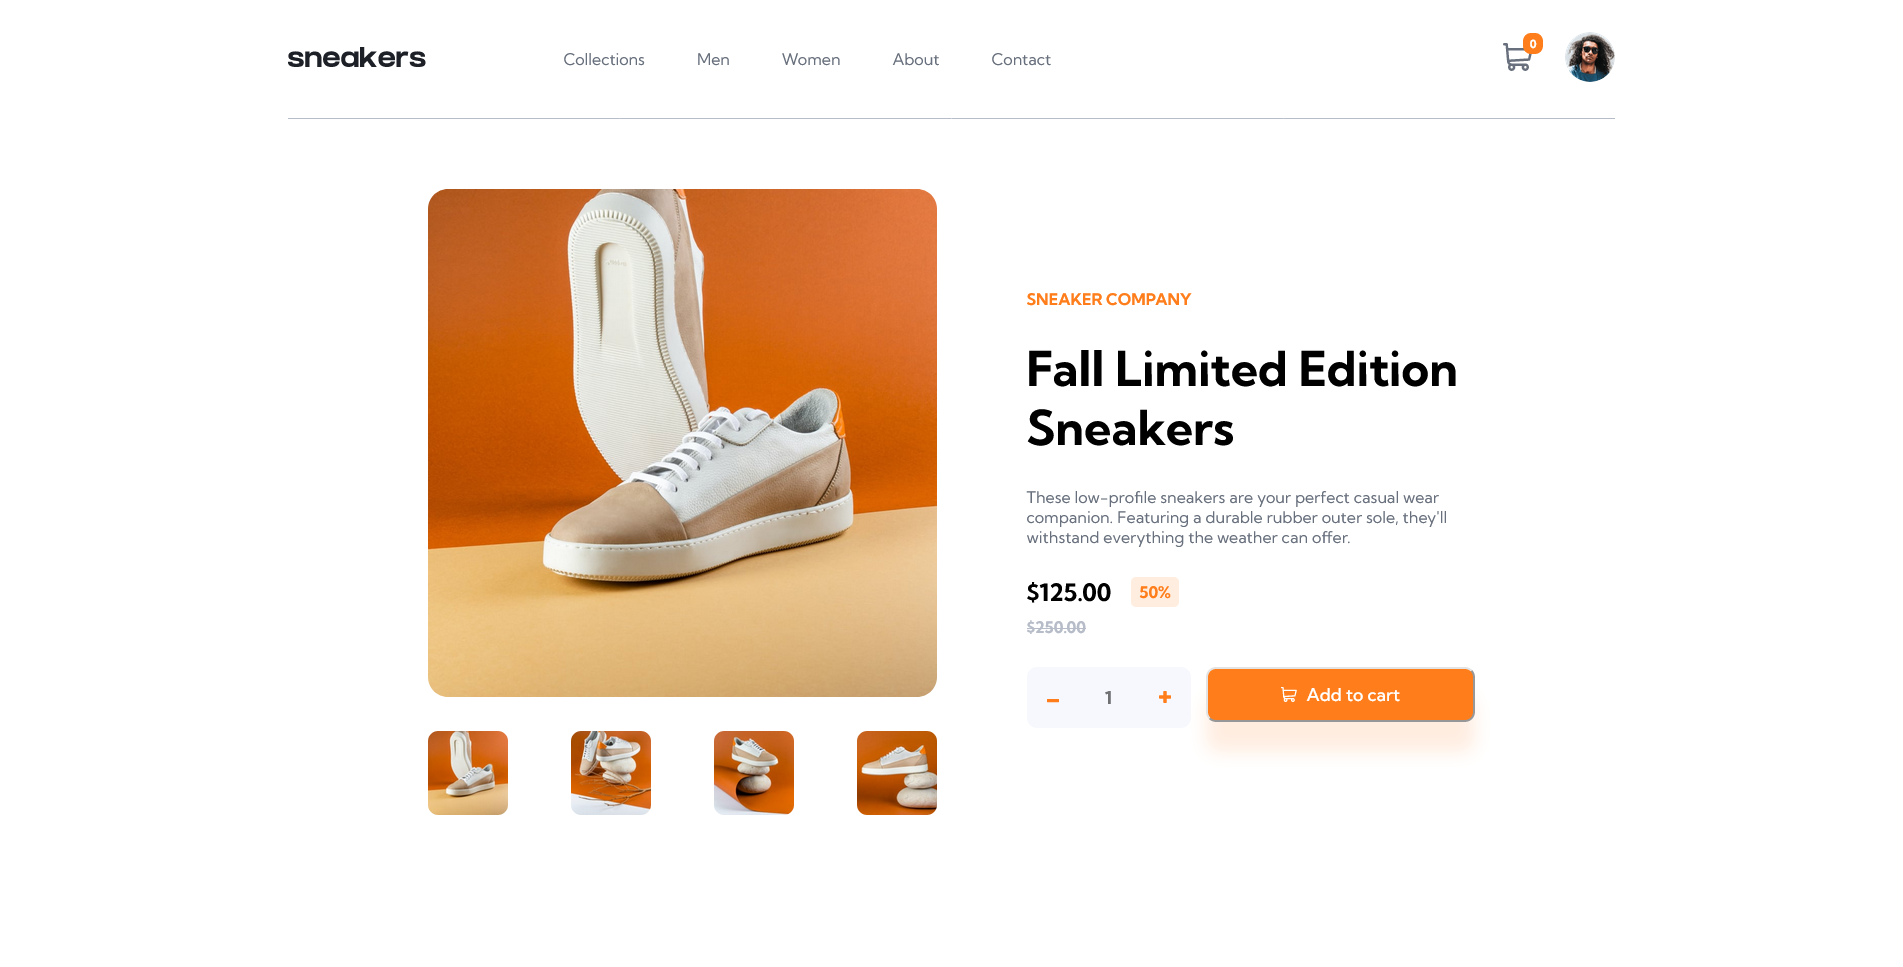 sneakers
Collections
Men
Women
About
Contact
0
SNEAKER COMPANY
Fall Limited Edition
Sneakers
These low-profile sneakers are your perfect casual wear
companion. Featuring a durable rubber outer sole, they'll
withstand everything the weather can offer.
$125.00 50%
$250.00
– 1 +
Add to cart